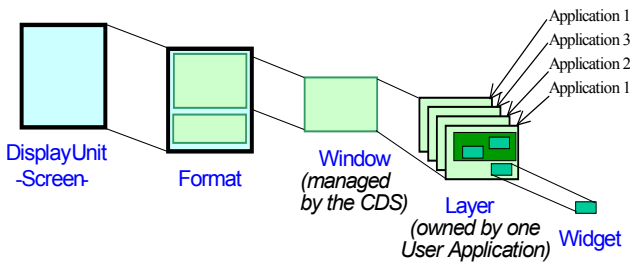 Application 1
Application 3
Application 2
Application 1
DisplayUnit
-Screen-
Format
Window
(managed
by the CDS)
Layer
(owned by one
User Application)
Widget